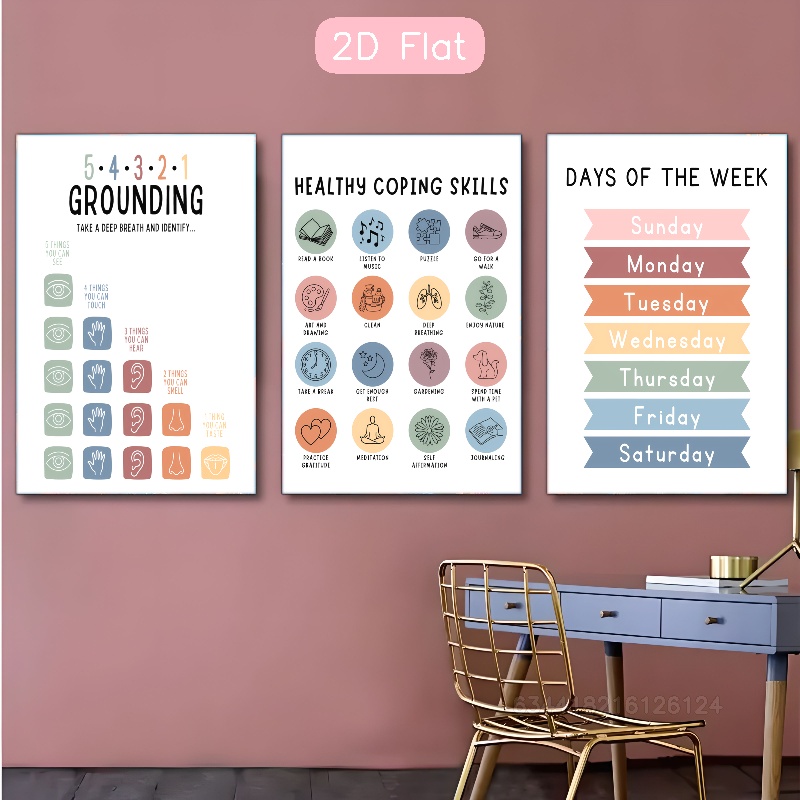 2D Flat
5·4·3·2·1
GROUNDING
TAKE A DEEP BREATH AND IDENTIFY...
5 THINGS
YOU CAN
SEE
4 THINGS
YOU CAN
TOUCH
3 THINGS
YOU CAN
HEAR
2 THINGS
YOU CAN
SMELL
1 THING
YOU CAN
TASTE
HEALTHY COPING SKILLS
READ A BOOK
LISTEN TO
MUSIC
PUZZLE
GO FOR A
WALK
ART AND
DRAWING
CLEAN
DEEP
BREATHING
ENJOY NATURE
TAKE A BREAK
GET ENOUGH
REST
GARDENING
SPEND TIME
WITH A PET
PRACTICE
GRATITUDE
MEDITATION
SELF
AFFIRMATION
JOURNALING
DAYS OF THE WEEK
Sunday
Monday
Tuesday
Wednesday
Thursday
Friday
Saturday